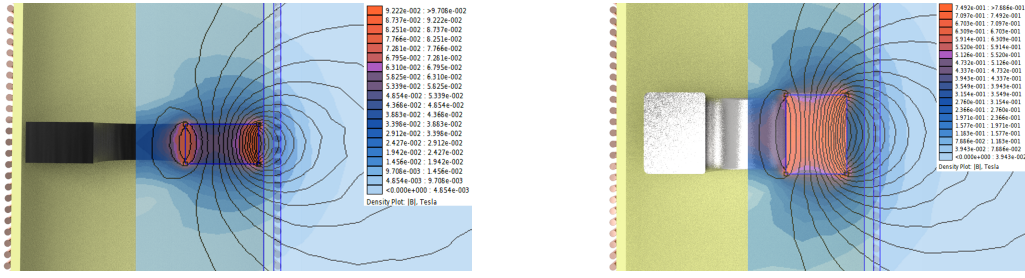 9.222e-002 : >9.708e-002
8.737e-002 : 9.222e-002
8.251e-002 : 8.737e-002
7.766e-002 : 8.251e-002
7.281e-002 : 7.766e-002
6.795e-002 : 7.281e-002
6.310e-002 : 6.795e-002
5.825e-002 : 6.310e-002
5.339e-002 : 5.825e-002
4.854e-002 : 5.339e-002
4.368e-002 : 4.854e-002
3.883e-002 : 4.368e-002
3.398e-002 : 3.883e-002
2.912e-002 : 3.398e-002
2.427e-002 : 2.912e-002
1.942e-002 : 2.427e-002
1.456e-002 : 1.942e-002
9.708e-003 : 1.456e-002
4.854e-003 : 9.708e-003
<0.000e+000 : 4.854e-003
Density Plot: |B|, Tesla
7.492e-001 : >7.886e-001
7.097e-001 : 7.492e-001
6.703e-001 : 7.097e-001
6.309e-001 : 6.703e-001
5.914e-001 : 6.309e-001
5.520e-001 : 5.914e-001
5.126e-001 : 5.520e-001
4.732e-001 : 5.126e-001
4.337e-001 : 4.732e-001
3.943e-001 : 4.337e-001
3.549e-001 : 3.943e-001
3.154e-001 : 3.549e-001
2.760e-001 : 3.154e-001
2.366e-001 : 2.760e-001
1.971e-001 : 2.366e-001
1.577e-001 : 1.971e-001
1.183e-001 : 1.577e-001
7.886e-002 : 1.183e-001
3.943e-002 : 7.886e-002
<0.000e+000 : 3.943e-002
Density Plot: |B|, Tesla